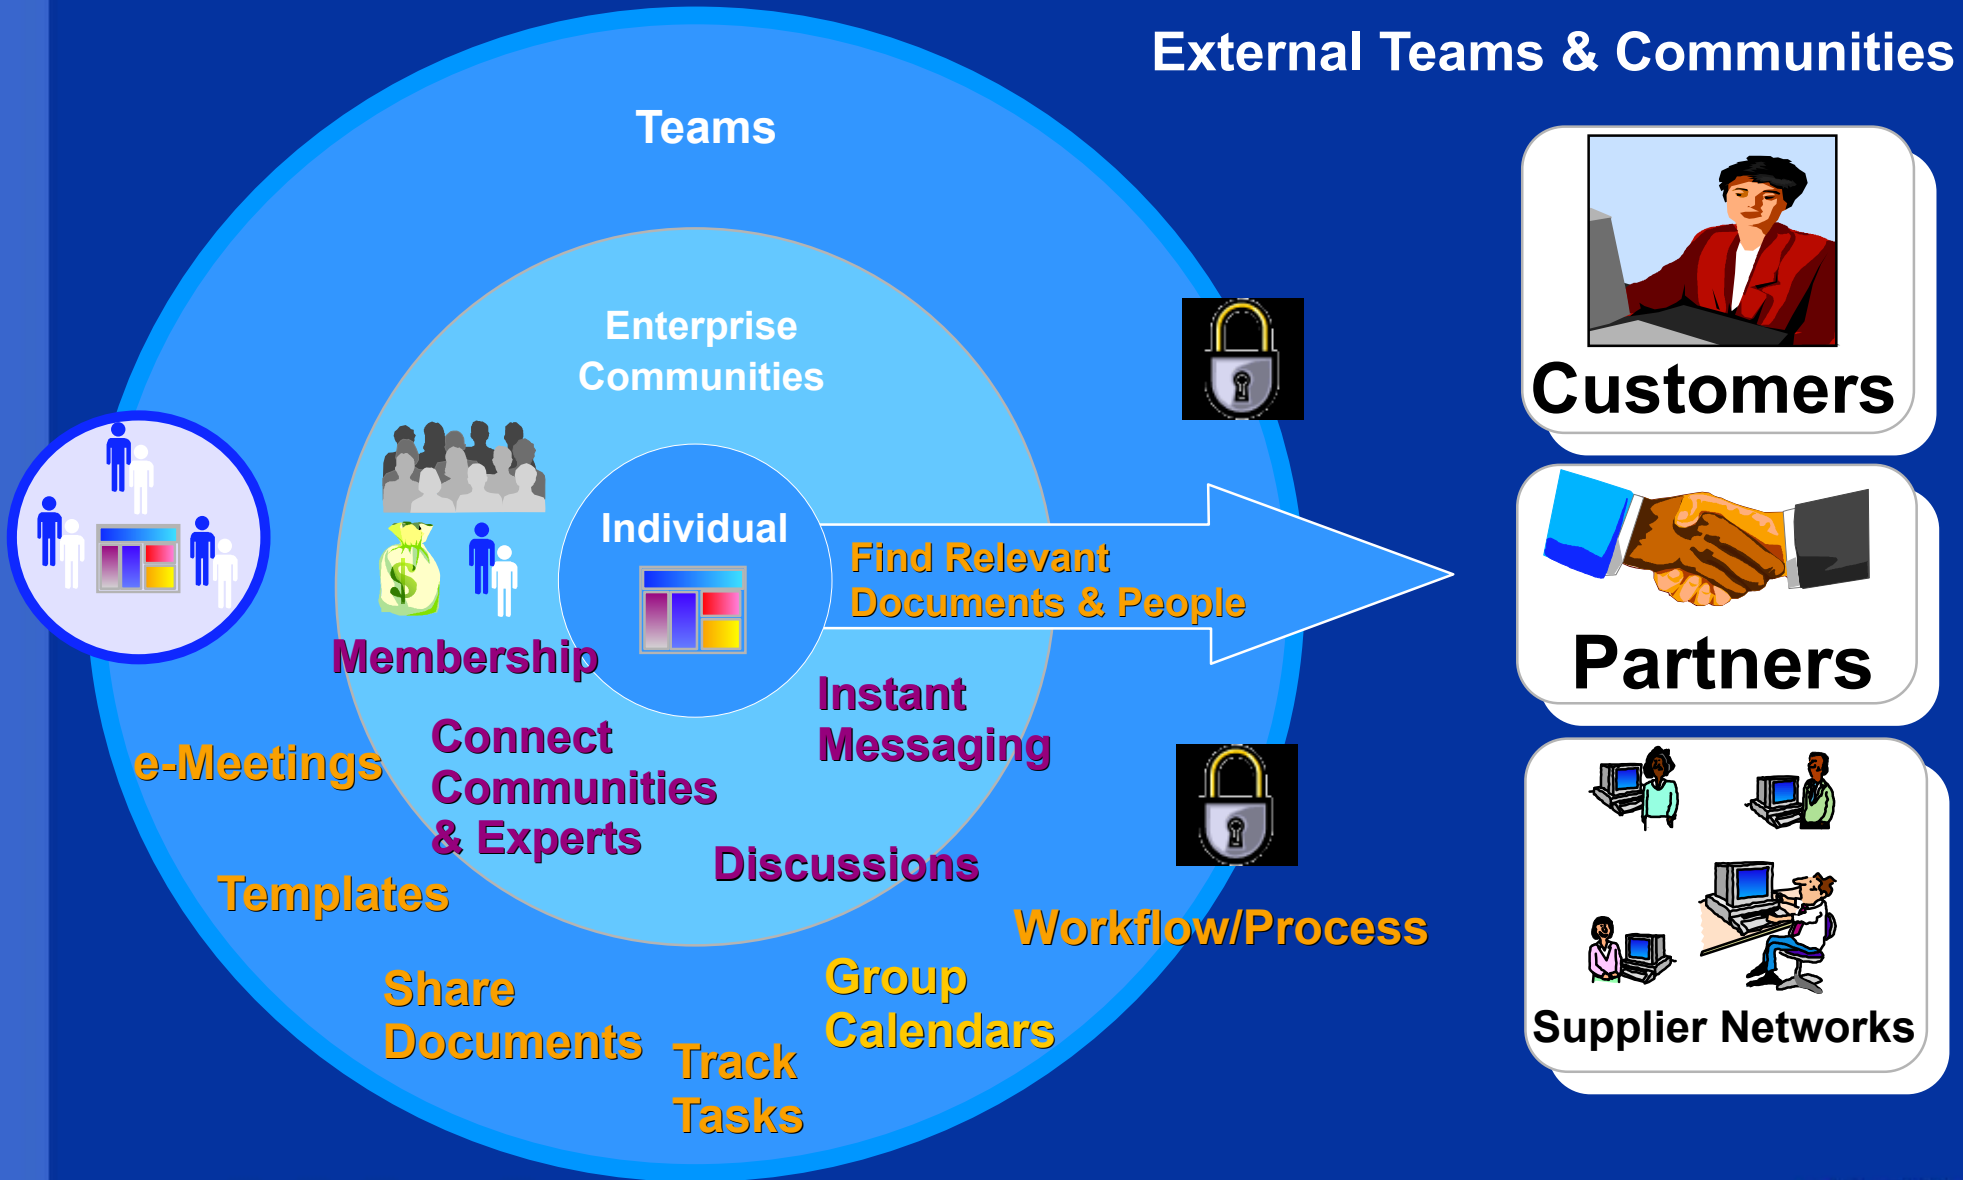 External Teams & Communities
Teams
Enterprise
Communities
Individual
Find Relevant
Documents & People
Membership
Instant
Messaging
Connect
Communities
& Experts
e-Meetings
Discussions
Templates
Workflow/Process
Share
Documents
Group
Calendars
Track
Tasks
Customers
Partners
Supplier Networks
$